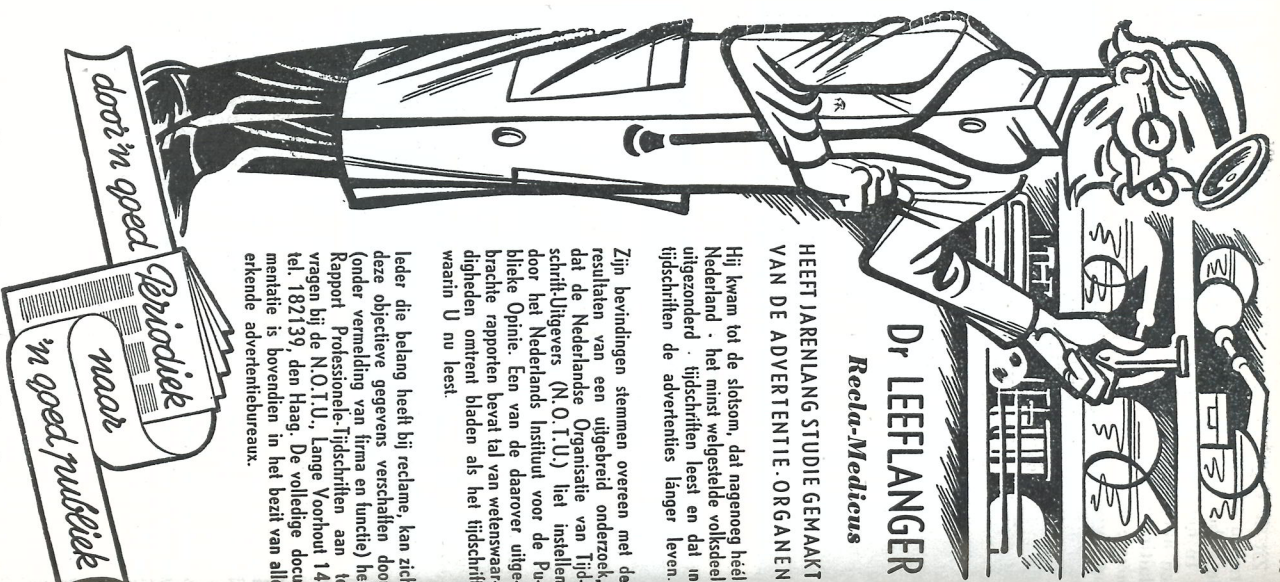 Dr LEEFLANGER
Recla-Medicus
HEEFT JARENLANG STUDIE GEMAAKT
VAN DE ADVERTENTIE-ORGANEN
Hij kwam tot de slotsom, dat nagenoeg héél
Nederland - het minst welgestelde volksdeel
uitgezonderd - tijdschriften leest en dat in
tijdschriften de advertenties lánger leven.
Zijn bevindingen stemmen overeen met de
resultaten van een uitgebreid onderzoek,
dat de Nederlandse Organisatie van Tijd-
schrift-Uitgevers (N.O.T.U.) liet instellen
door het Nederlands Instituut voor de Pu-
blieke Opinie. Een van de daarover uitge-
brachte rapporten bevat tal van wetenswaar-
digheden omtrent bladen als het tijdschrift
waarin U nu leest.
Ieder die belang heeft bij reclame, kan zich
deze objectieve gegevens verschaffen doo
(onder vermelding van firma en functie) he
Rapport Professionele-Tijdschriften aan te
vragen bij de N.O.T.U., Lange Voorhout 14-
tel. 182139, den Haag. De volledige docu
mentatie is bovendien in het bezit van alle
erkende advertentiebureaux.
door 'n goed
Periodiek
naar
'n goed publiek